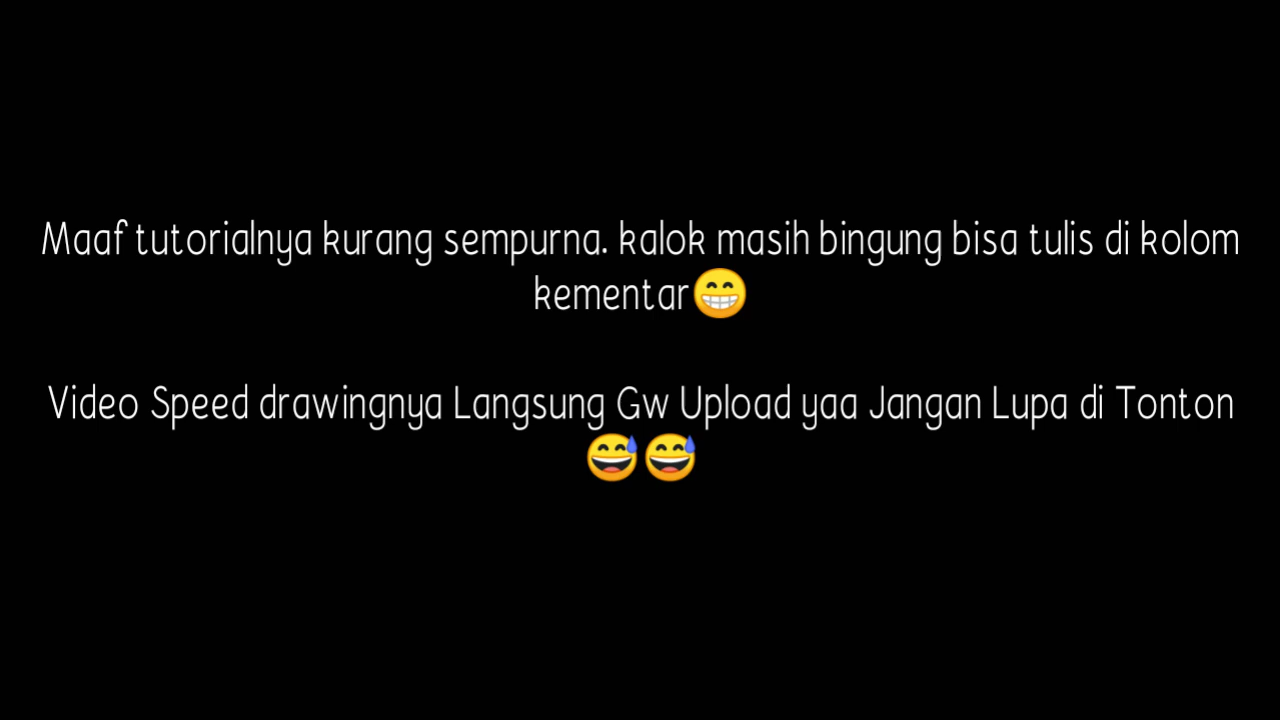 Maaf tutorialnya kurang sempurna. kalok masih bingung bisa tulis di kolom
kementar😁
Video Speed drawingnya Langsung Gw Upload yaa Jangan Lupa di Tonton
😅😅